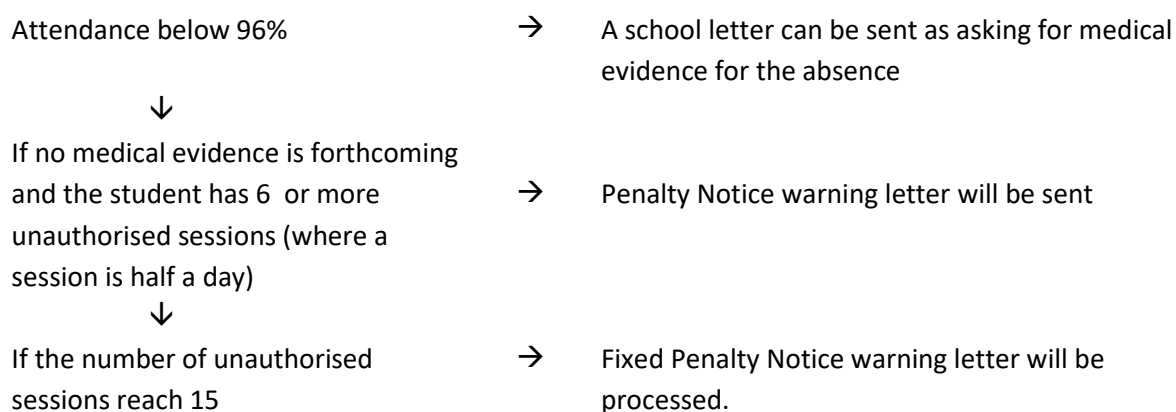 Attendance below 96% → A school letter can be sent as asking for medical
evidence for the absence
↓
If no medical evidence is forthcoming
and the student has 6 or more → Penalty Notice warning letter will be sent
unauthorised sessions (where a
session is half a day)
↓
If the number of unauthorised → Fixed Penalty Notice warning letter will be
sessions reach 15 processed.